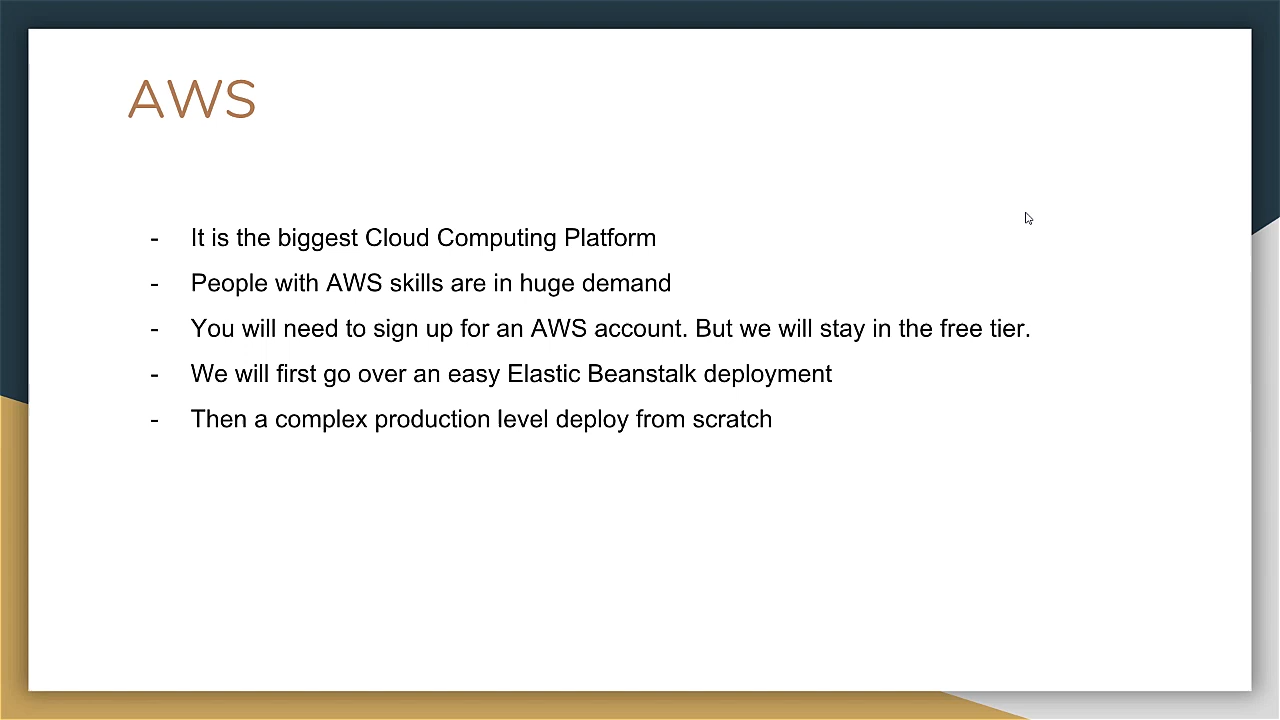 AWS
- It is the biggest Cloud Computing Platform
- People with AWS skills are in huge demand
- You will need to sign up for an AWS account. But we will stay in the free tier.
- We will first go over an easy Elastic Beanstalk deployment
- Then a complex production level deploy from scratch